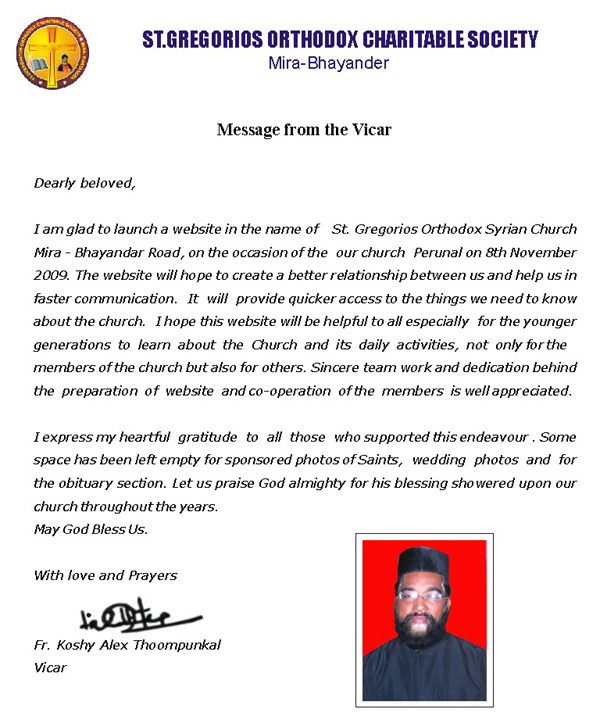 ST.GREGORIOS ORTHODOX CHARITABLE SOCIETY
Mira-Bhayander
Message from the Vicar
Dearly beloved,
I am glad to launch a website in the name of St. Gregorios Orthodox Syrian Church
Mira - Bhayandar Road, on the occasion of the our church Perunal on 8th November
2009. The website will hope to create a better relationship between us and help us in
faster communication. It will provide quicker access to the things we need to know
about the church. I hope this website will be helpful to all especially for the younger
generations to learn about the Church and its daily activities, not only for the
members of the church but also for others. Sincere team work and dedication behind
the preparation of website and co-operation of the members is well appreciated.
I express my heartful gratitude to all those who supported this endeavour . Some
space has been left empty for sponsored photos of Saints, wedding photos and for
the obituary section. Let us praise God almighty for his blessing showered upon our
church throughout the years.
May God Bless Us.
With love and Prayers
Fr. Koshy Alex Thoompunkal
Vicar